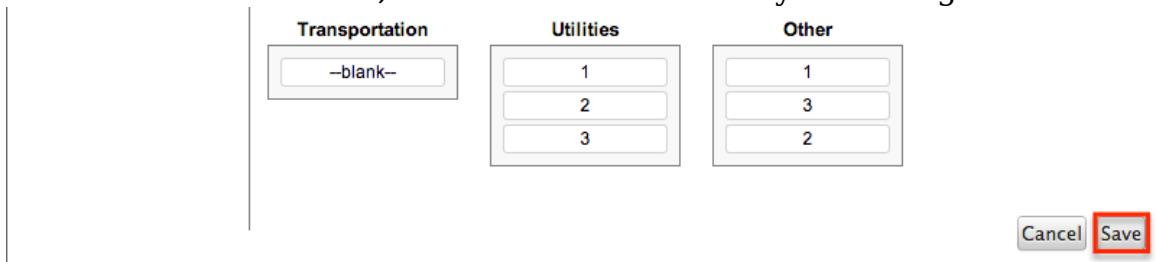 Transportation Utilities Other
--blank-- 1 1
2 3
3 2
Cancel Save